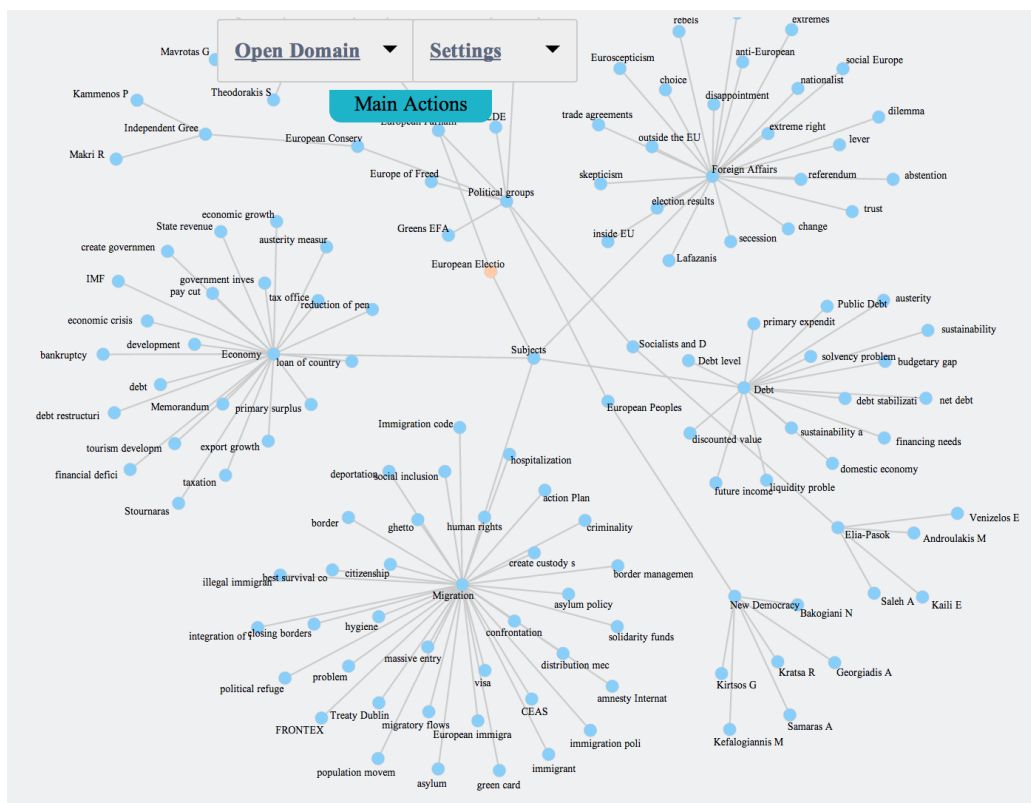 rebels
extremes
Mavrotas G
Open Domain
Settings
Euroscepticism
anti-European
social Europe
choice
nationalist
Kammenos P
Theodorakis S
Main Actions
disappointment
trade agreements
dilemma
Independent Gree
European Conserv
outside the EU
extreme right
lever
Makri R
Europe of Freed
skepticism
Foreign Affairs
referendum
abstention
Political groups
election results
trust
economic growth
State revenue
Greens EFA
change
create governmen
austerity measur
inside EU
secession
Lafazanis
European Electio
IMF
government inves
pay cut
tax office
reduction of pen
Public Debt
austerity
economic crisis
primary expendit
sustainability
development
Economy
loan of country
Subjects
Socialists and D
Debt level
solvency problem
budgetary gap
bankruptcy
debt
Debt
debt restructuri
Memorandum
primary surplus
European Peoples
debt stabilizati
net debt
Immigration code
discounted value
sustainability a
financing needs
tourism developm
export growth
hospitalization
domestic economy
financial defici
taxation
deportation
social inclusion
action Plan
future income
liquidity proble
Stournaras
border
ghetto
human rights
criminality
Elia-Pasok
Venizelos E
Androulakis M
create custody s
illegal immigran
best survival co
citizenship
border managemen
Migration
asylum policy
New Democracy
Bakogiani N
Saleh A
Kaili E
integration of i
closing borders
hygiene
confrontation
solidarity funds
massive entry
distribution mec
political refuge
problem
visa
amnesty Internat
Kirtsos G
Kratsa R
Georgiadis A
FRONTEX
Treaty Dublin
migratory flows
CEAS
European immigra
immigration poli
Kefalogiannis M
Samaras A
population movem
asylum
green card
immigrant